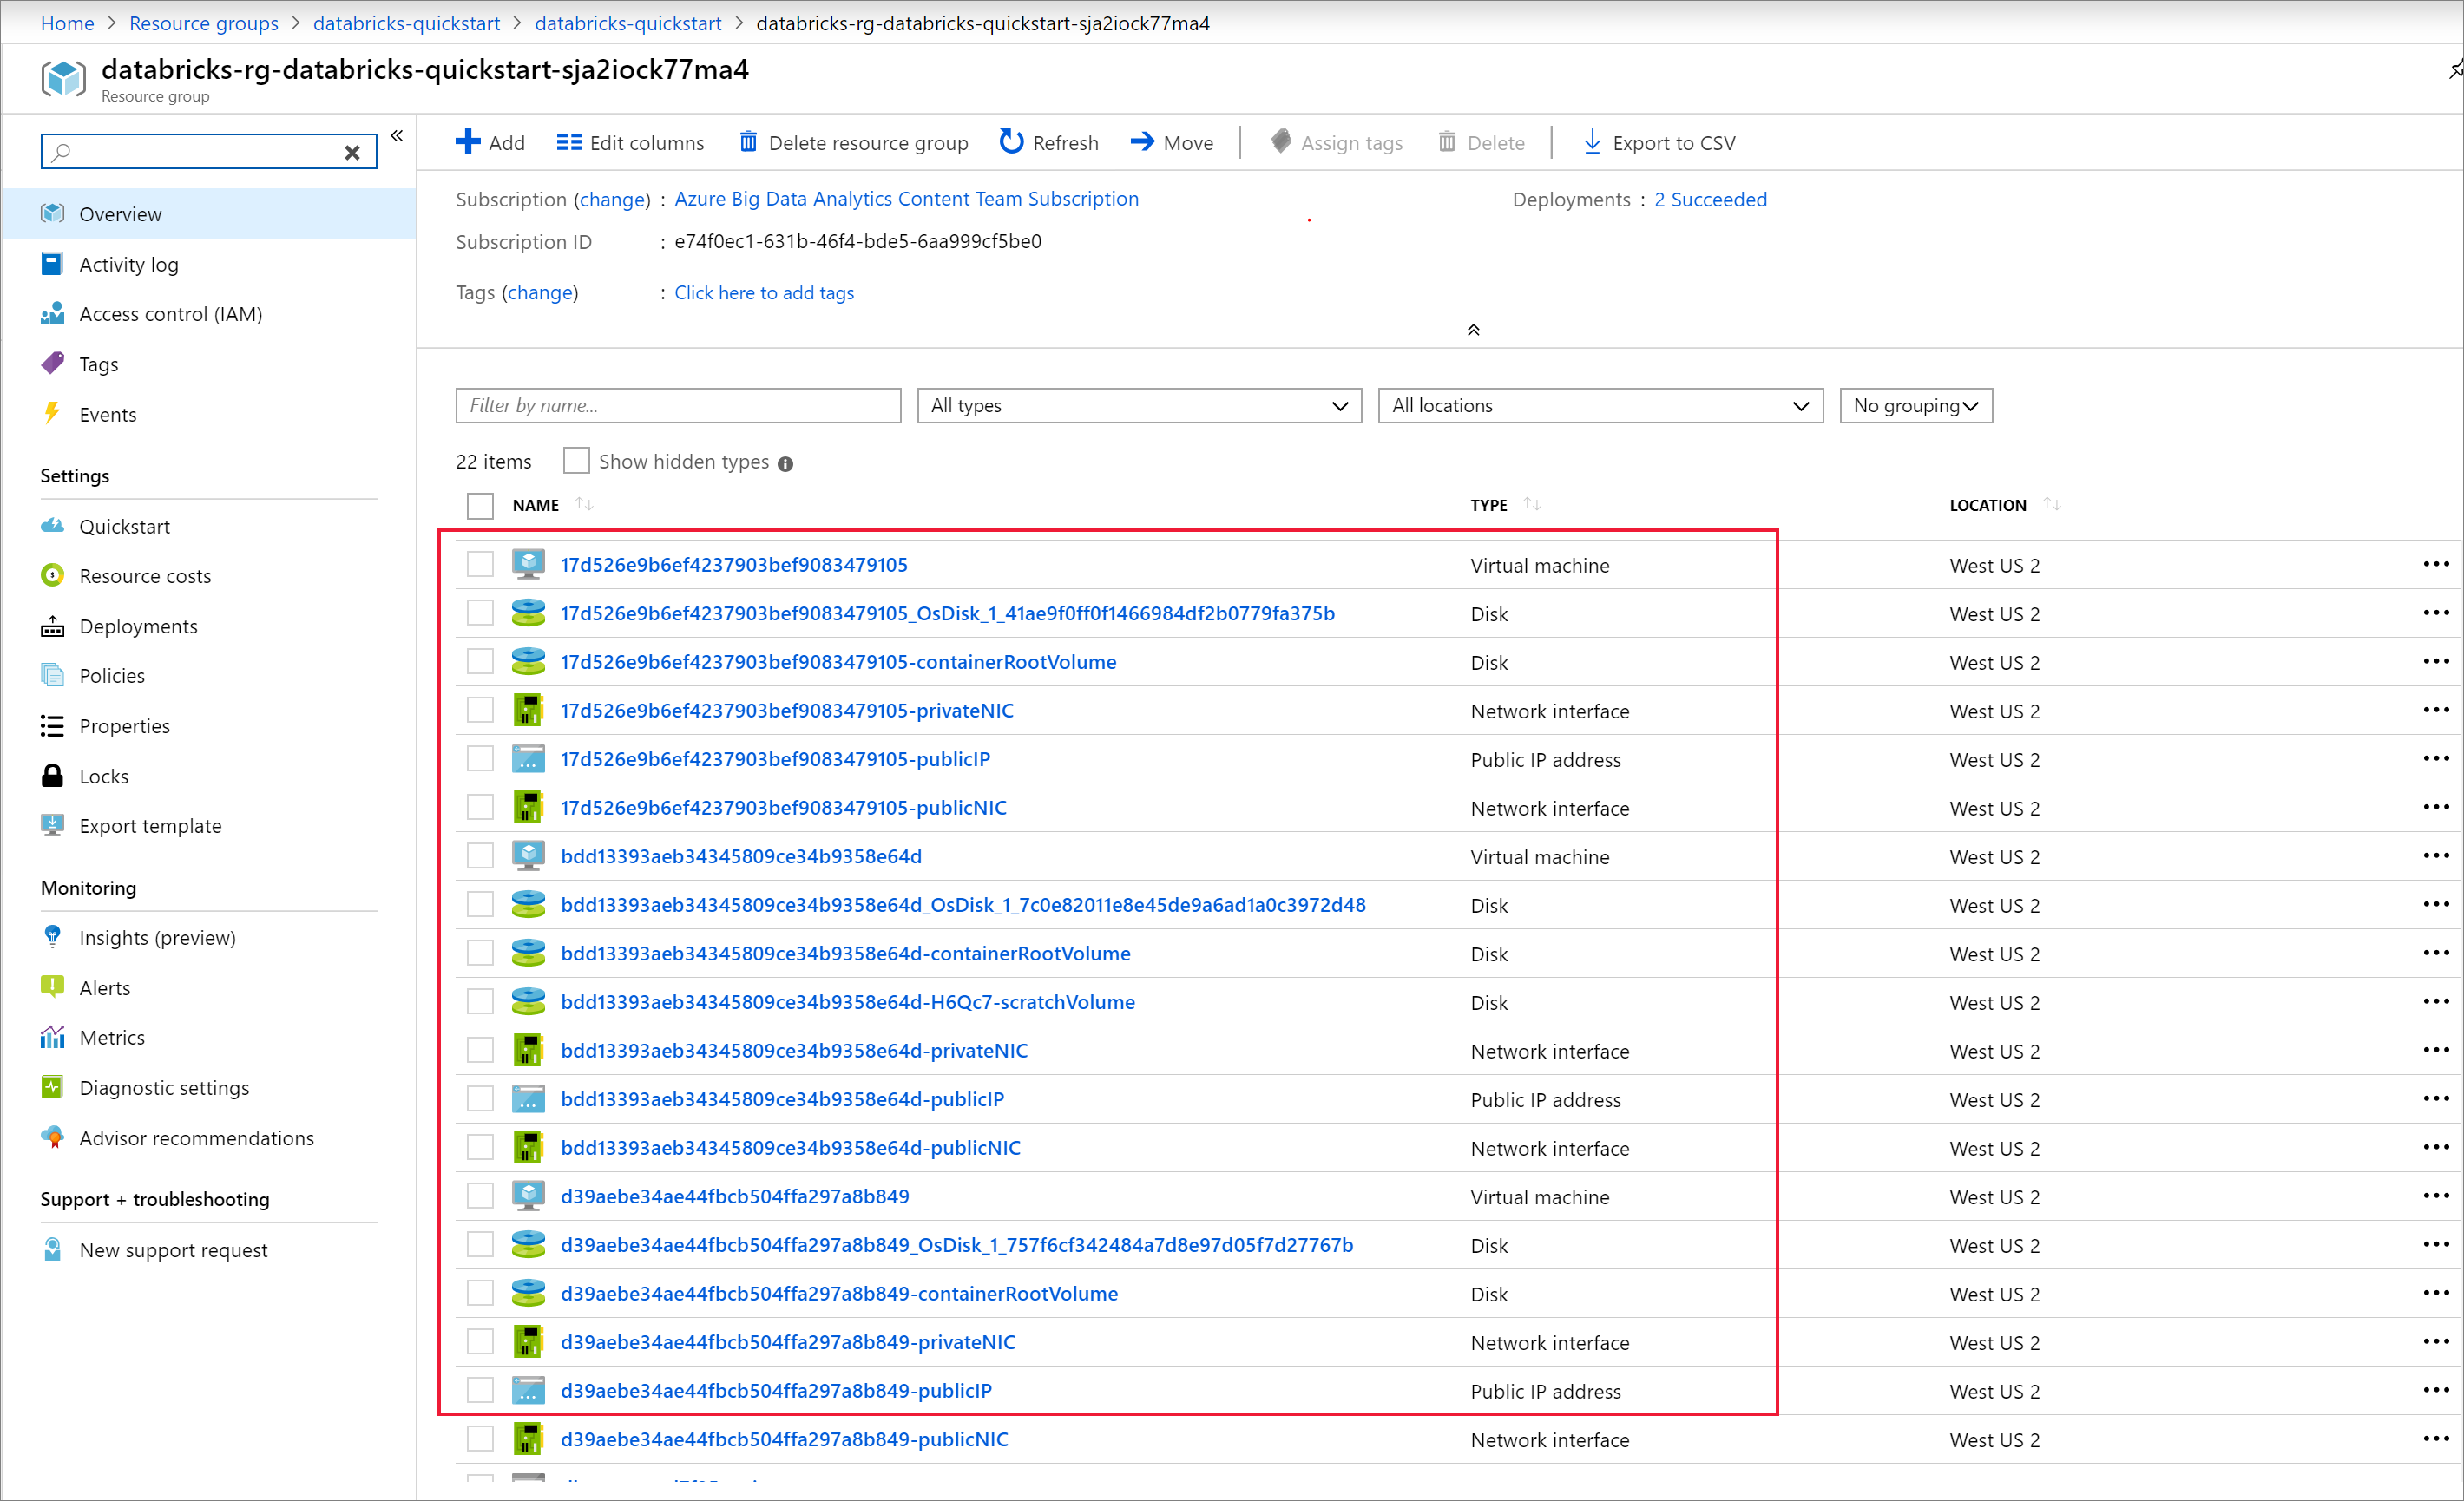 Home > Resource groups > databricks-quickstart > databricks-quickstart > databricks-rg-databricks-quickstart-sja2iock77ma4
databricks-rg-databricks-quickstart-sja2iock77ma4
Resource group
Overview
Activity log
Access control (IAM)
Tags
Events
Settings
Quickstart
Resource costs
Deployments
Policies
Properties
Locks
Export template
Monitoring
Insights (preview)
Alerts
Metrics
Diagnostic settings
Advisor recommendations
Support + troubleshooting
New support request
Add Edit columns Delete resource group Refresh Move Assign tags Delete Export to CSV
Subscription (change) : Azure Big Data Analytics Content Team Subscription Deployments : 2 Succeeded
Subscription ID : e74f0ec1-631b-46f4-bde5-6aa999cf5be0
Tags (change) : Click here to add tags
Filter by name... All types All locations No grouping
22 items Show hidden types
NAME TYPE LOCATION
17d526e9b6ef4237903bef9083479105 Virtual machine West US 2
17d526e9b6ef4237903bef9083479105_OsDisk_1_41ae9f0ff0f1466984df2b0779fa375b Disk West US 2
17d526e9b6ef4237903bef9083479105-containerRootVolume Disk West US 2
17d526e9b6ef4237903bef9083479105-privateNIC Network interface West US 2
17d526e9b6ef4237903bef9083479105-publicIP Public IP address West US 2
17d526e9b6ef4237903bef9083479105-publicNIC Network interface West US 2
bdd13393aeb34345809ce34b9358e64d Virtual machine West US 2
bdd13393aeb34345809ce34b9358e64d_OsDisk_1_7c0e82011e8e45de9a6ad1a0c3972d48 Disk West US 2
bdd13393aeb34345809ce34b9358e64d-containerRootVolume Disk West US 2
bdd13393aeb34345809ce34b9358e64d-H6Qc7-scratchVolume Disk West US 2
bdd13393aeb34345809ce34b9358e64d-privateNIC Network interface West US 2
bdd13393aeb34345809ce34b9358e64d-publicIP Public IP address West US 2
bdd13393aeb34345809ce34b9358e64d-publicNIC Network interface West US 2
d39aebe34ae44fbcb504ffa297a8b849 Virtual machine West US 2
d39aebe34ae44fbcb504ffa297a8b849_OsDisk_1_757f6cf342484a7d8e97d05f7d27767b Disk West US 2
d39aebe34ae44fbcb504ffa297a8b849-containerRootVolume Disk West US 2
d39aebe34ae44fbcb504ffa297a8b849-privateNIC Network interface West US 2
d39aebe34ae44fbcb504ffa297a8b849-publicIP Public IP address West US 2
d39aebe34ae44fbcb504ffa297a8b849-publicNIC Network interface West US 2